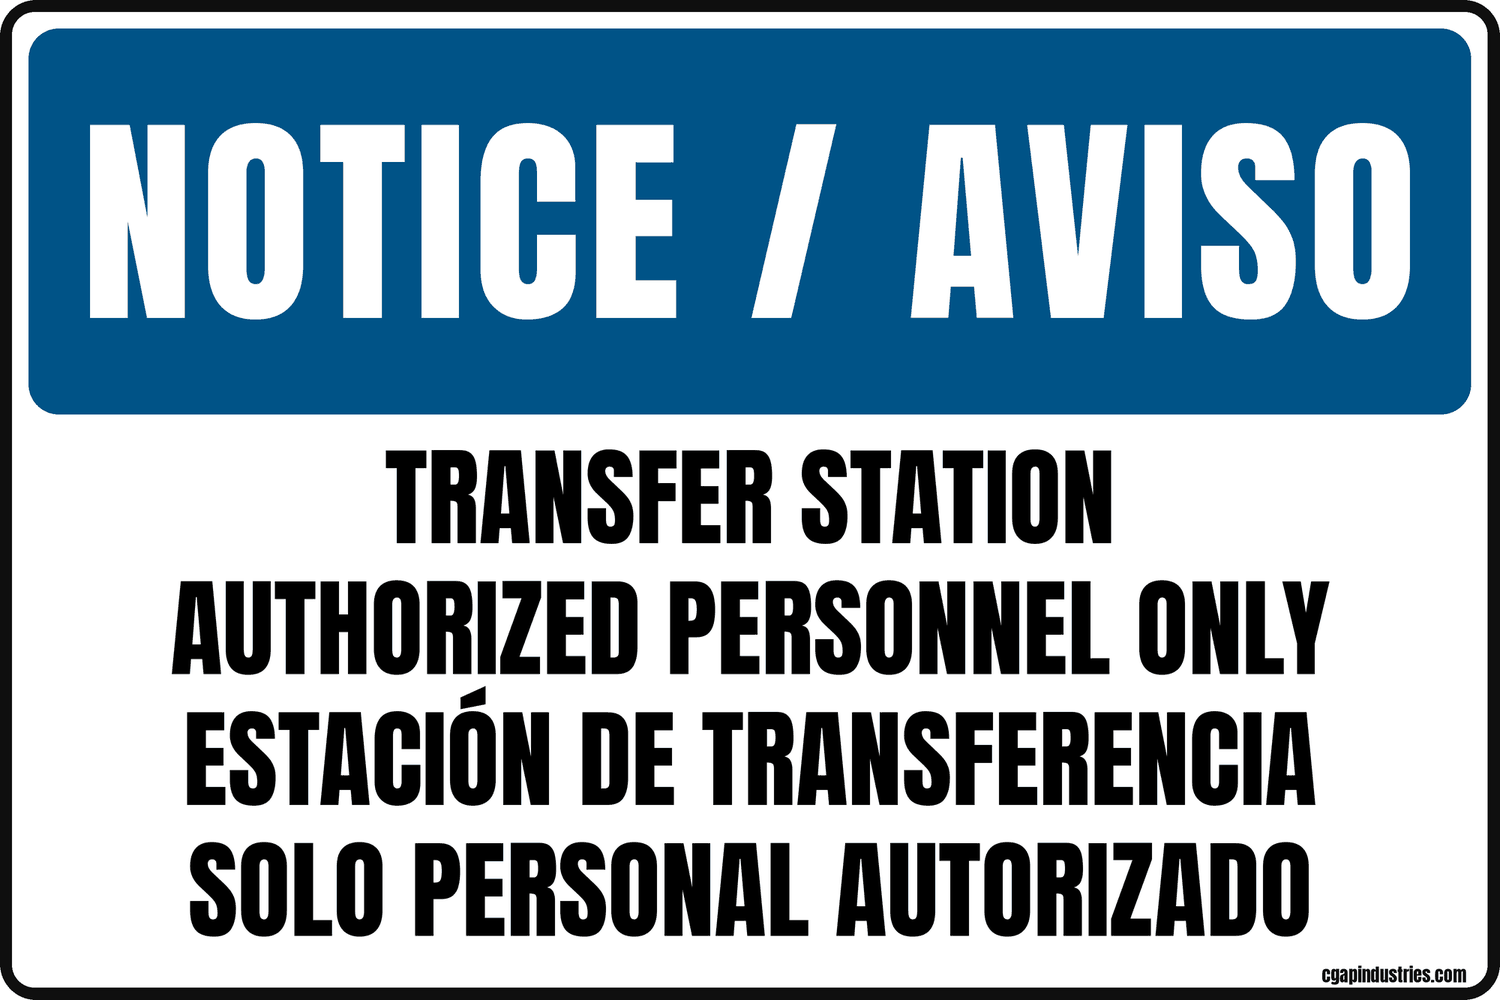 NOTICE / AVISO
TRANSFER STATION
AUTHORIZED PERSONNEL ONLY
ESTACIÓN DE TRANSFERENCIA
SOLO PERSONAL AUTORIZADO
cgapindustries.com